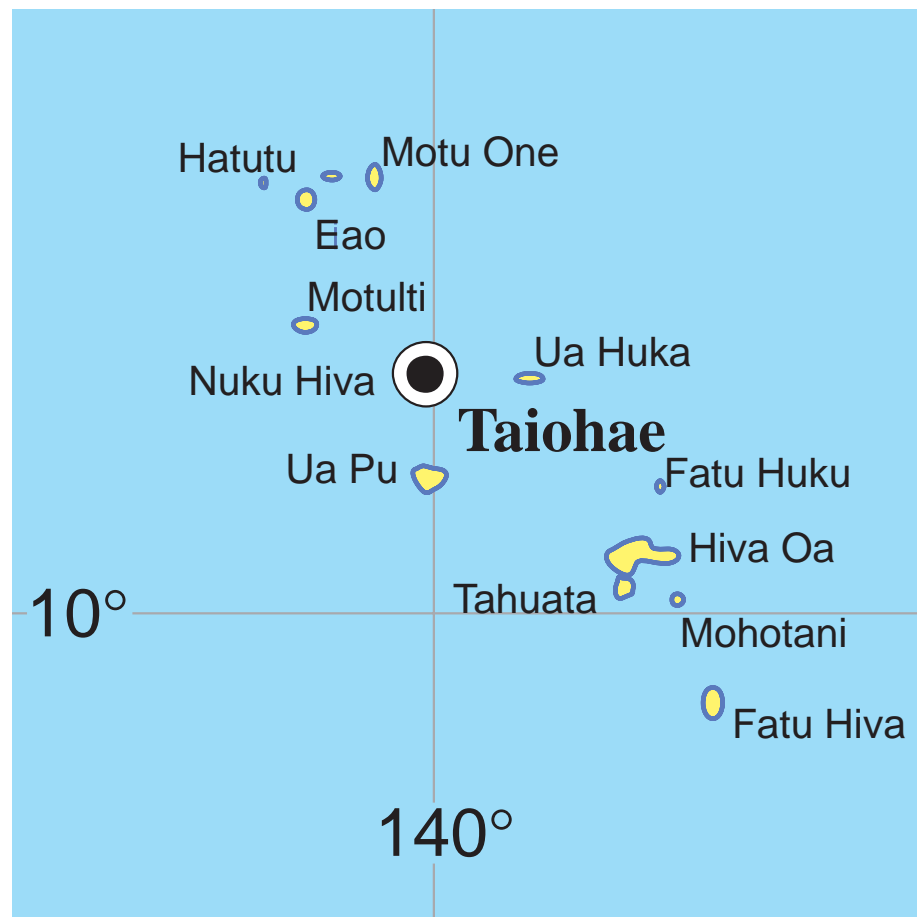 Hatutu
Motu One
Eao
Motulti
Ua Huka
Nuku Hiva
Taiohae
Ua Pu
Fatu Huku
Hiva Oa
Tahuata
10°
Mohotani
Fatu Hiva
140°